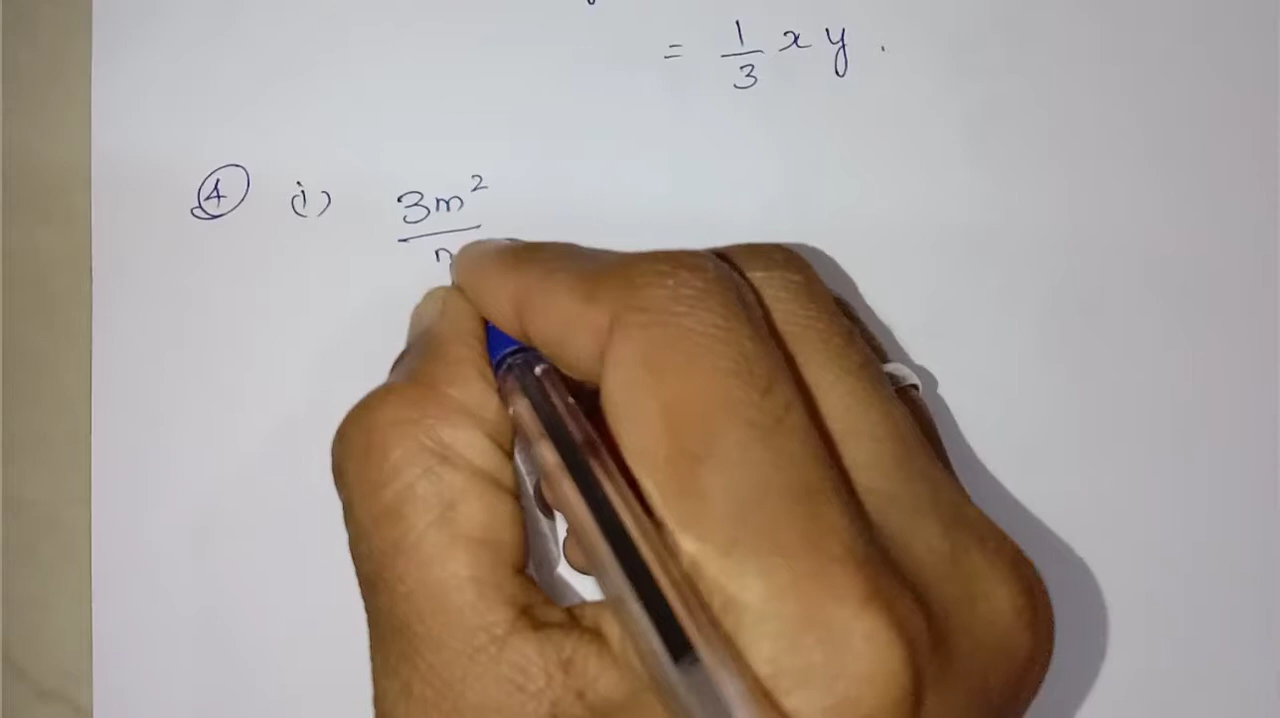 = 1/3 x y .
④ (i) 3m²/